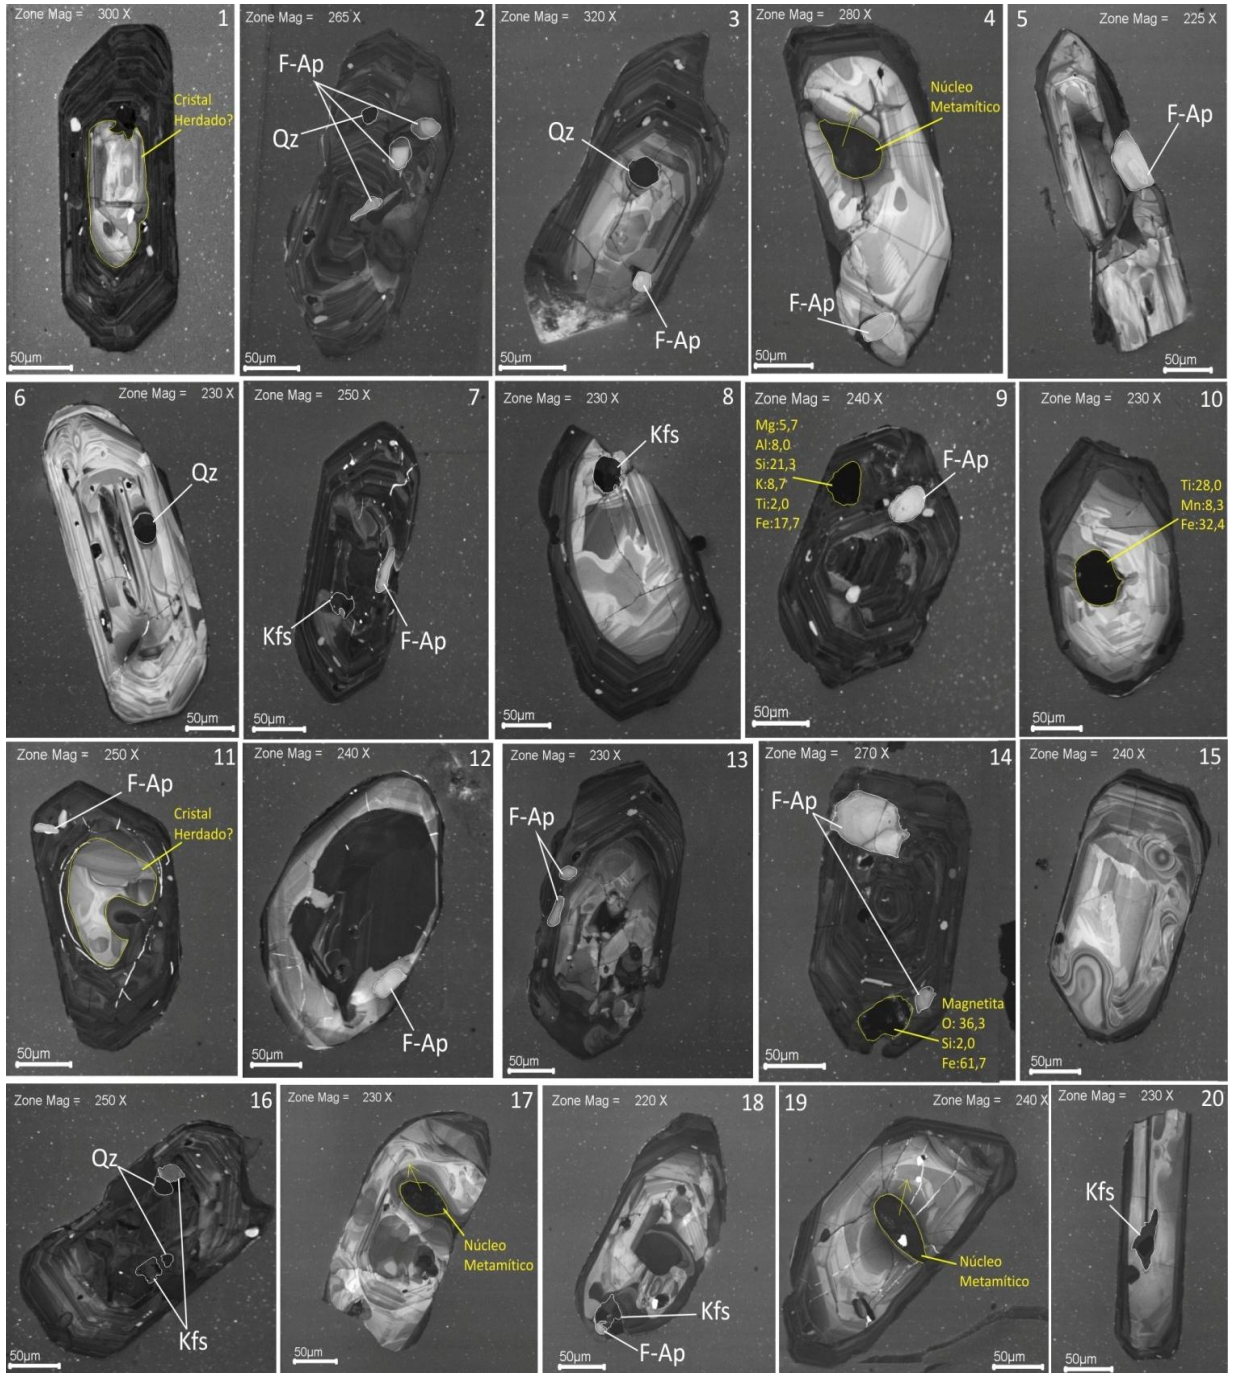 Zone Mag = 300 X 1
Cristal
Herdado?
50µm
Zone Mag = 265 X 2
F-Ap
Qz
50µm
Zone Mag = 320 X 3
Qz
F-Ap
50µm
Zone Mag = 280 X 4
Núcleo
Metamítico
F-Ap
50µm
5 Zone Mag = 225 X
F-Ap
50µm
6 Zone Mag = 230 X
Qz
50µm
Zone Mag = 250 X 7
Kfs
F-Ap
50µm
Zone Mag = 230 X 8
Kfs
50µm
Zone Mag = 240 X 9
Mg:5,7
Al:8,0
Si:21,3
K:8,7
Ti:2,0
Fe:17,7
F-Ap
50µm
Zone Mag = 230 X 10
Ti:28,0
Mn:8,3
Fe:32,4
50µm
Zone Mag = 250 X 11
F-Ap
Cristal
Herdado?
50µm
Zone Mag = 240 X 12
F-Ap
50µm
Zone Mag = 230 X 13
F-Ap
50µm
Zone Mag = 270 X 14
F-Ap
Magnetita
O: 36,3
Si:2,0
Fe:61,7
50µm
Zone Mag = 240 X 15
50µm
Zone Mag = 250 X 16
Qz
Kfs
50µm
Zone Mag = 230 X 17
Núcleo
Metamítico
50µm
Zone Mag = 220 X 18
Kfs
F-Ap
50µm
19 Zone Mag = 240 X
Núcleo
Metamítico
50µm
Zone Mag = 230 X 20
Kfs
50µm